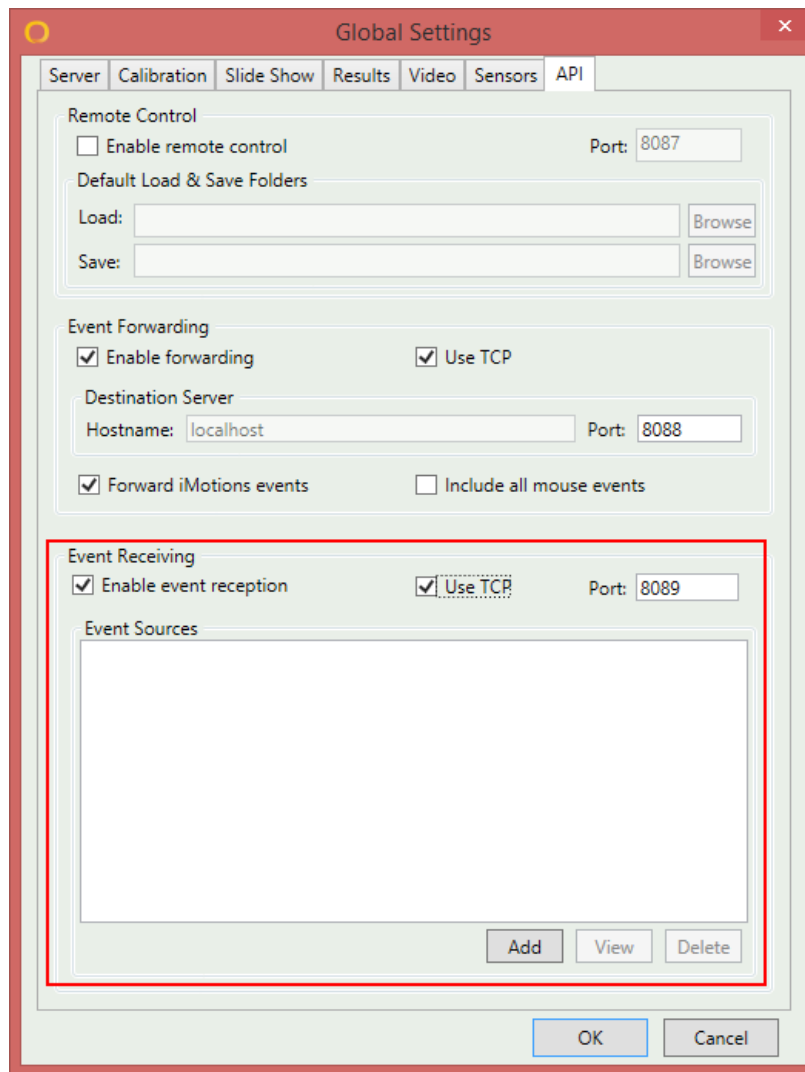 Global Settings
Server Calibration Slide Show Results Video Sensors API
Remote Control
Enable remote control Port: 8087
Default Load & Save Folders
Load: Browse
Save: Browse
Event Forwarding
Enable forwarding Use TCP
Destination Server
Hostname: localhost Port: 8088
Forward iMotions events Include all mouse events
Event Receiving
Enable event reception Use TCP Port: 8089
Event Sources
Add View Delete
OK Cancel